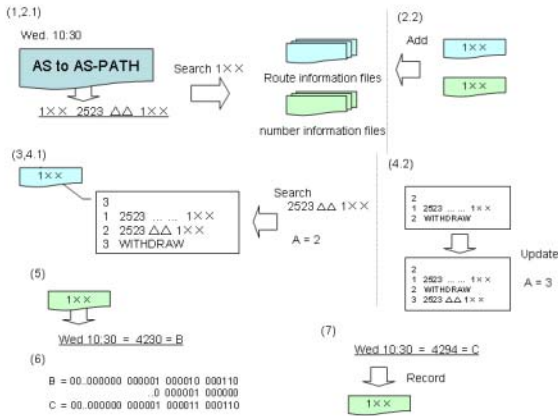 (1,2.1)
Wed. 10:30
AS to AS-PATH
1×× 2523 △△ 1××
Search 1××
Route information files
number information files
(2.2)
Add
1××
1××
(3,4.1)
1××
3
1 2523 ... ... 1××
2 2523 △△ 1××
3 WITHDRAW
Search
2523 △△ 1××
A = 2
(4.2)
2
1 2523 ... ... 1××
2 WITHDRAW
Update
A = 3
2
1 2523 ... ... 1××
2 WITHDRAW
3 2523 △△ 1××
(5)
1××
Wed 10:30 = 4230 = B
(6)
B = 00..000000 000001 000010 000110
..0 000001 000000
C = 00..000000 000001 000011 000110
(7)
Wed 10:30 = 4294 = C
Record
1××